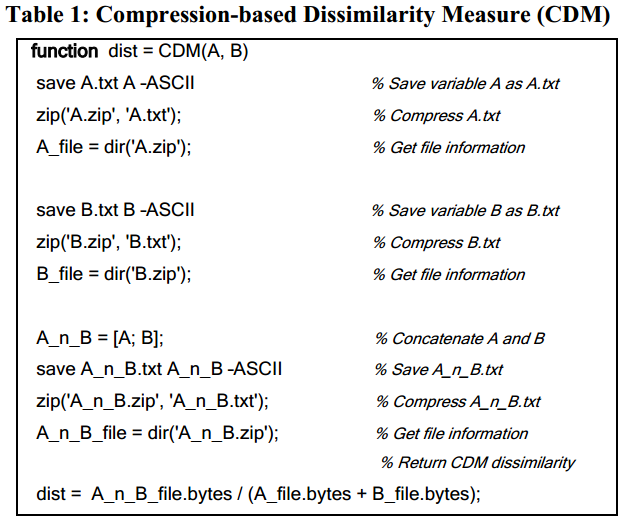 Table 1: Compression-based Dissimilarity Measure (CDM)
function dist = CDM(A, B)
save A.txt A –ASCII % Save variable A as A.txt
zip('A.zip', 'A.txt'); % Compress A.txt
A_file = dir('A.zip'); % Get file information
save B.txt B –ASCII % Save variable B as B.txt
zip('B.zip', 'B.txt'); % Compress B.txt
B_file = dir('B.zip'); % Get file information
A_n_B = [A; B]; % Concatenate A and B
save A_n_B.txt A_n_B –ASCII % Save A_n_B.txt
zip('A_n_B.zip', 'A_n_B.txt'); % Compress A_n_B.txt
A_n_B_file = dir('A_n_B.zip'); % Get file information
% Return CDM dissimilarity
dist = A_n_B_file.bytes / (A_file.bytes + B_file.bytes);